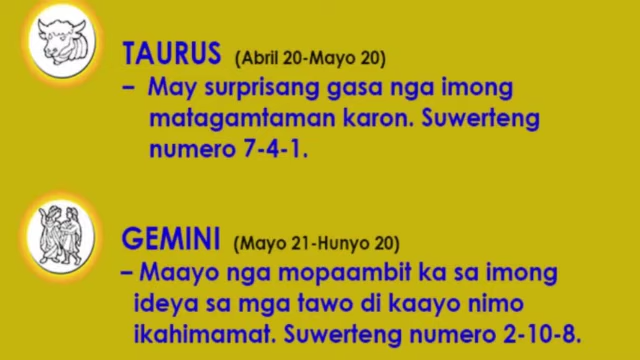 TAURUS (Abril 20-Mayo 20)
– May surprisang gasa nga imong
matagamtaman karon. Suwerteng
numero 7-4-1.
GEMINI (Mayo 21-Hunyo 20)
– Maayo nga mopaambit ka sa imong
ideya sa mga tawo di kaayo nimo
ikahimamat. Suwerteng numero 2-10-8.